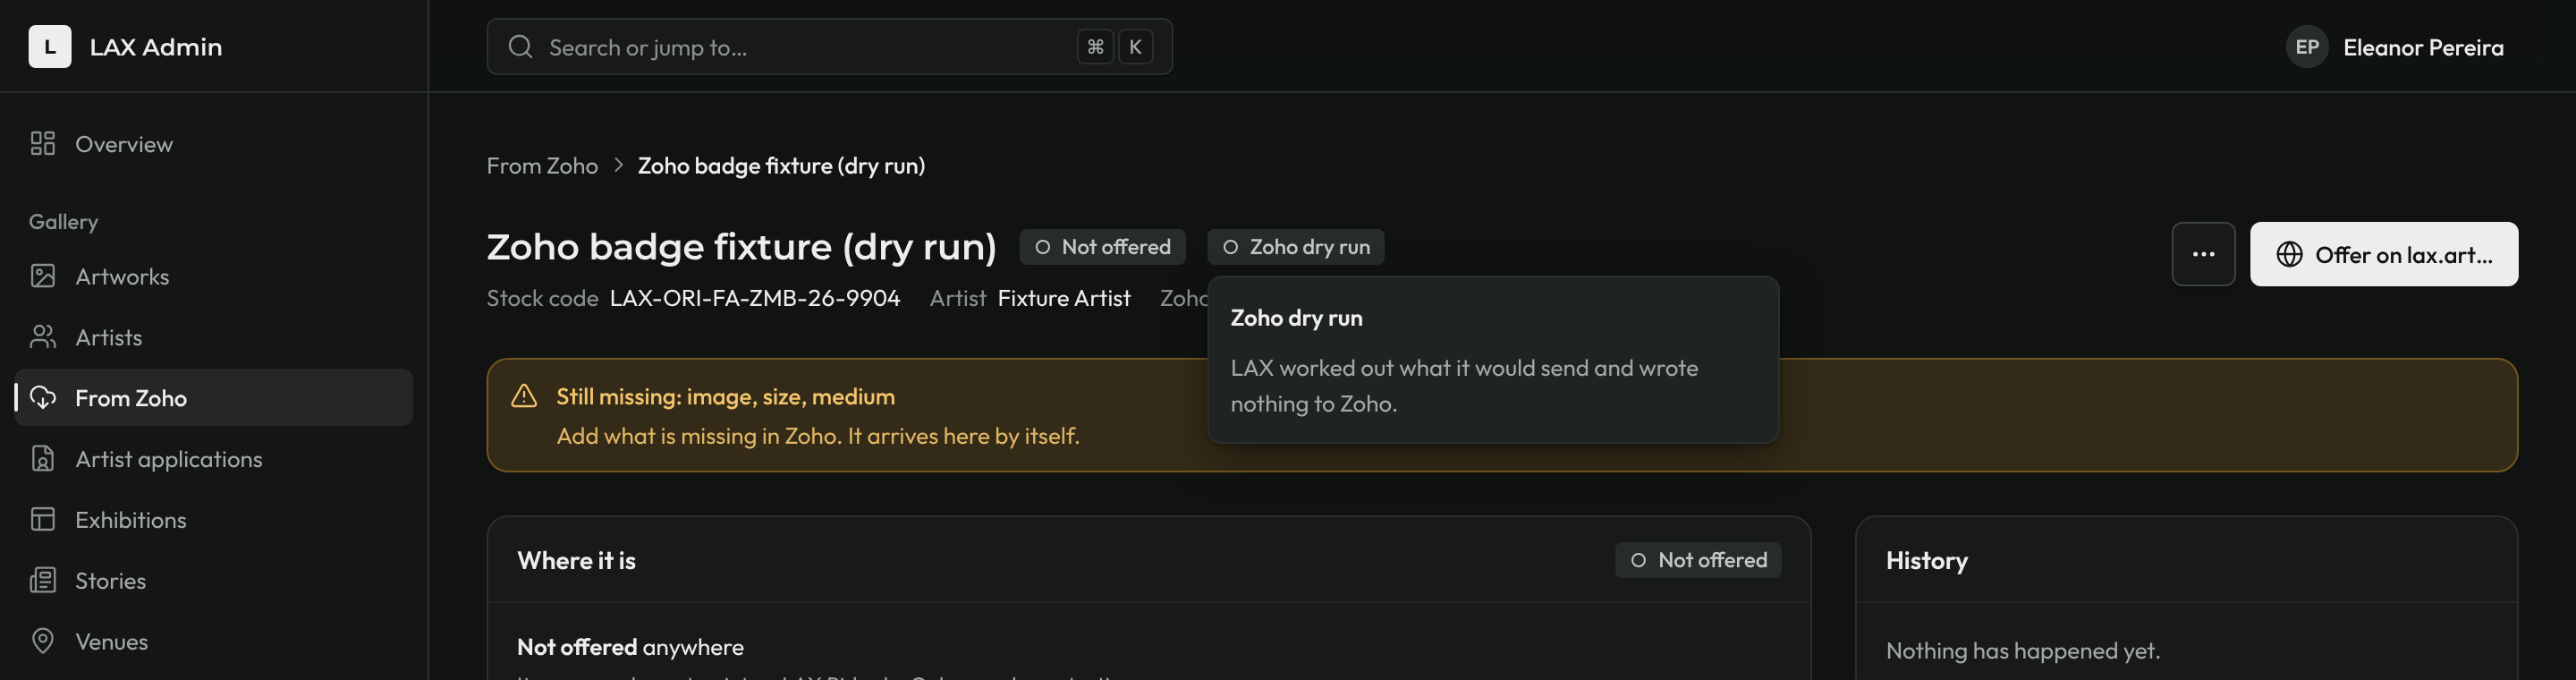 L LAX Admin
Search or jump to... ⌘ K
EP Eleanor Pereira
Overview
Gallery
Artworks
Artists
From Zoho
Artist applications
Exhibitions
Stories
Venues
From Zoho > Zoho badge fixture (dry run)
Zoho badge fixture (dry run) Not offered Zoho dry run
... Offer on lax.art...
Stock code LAX-ORI-FA-ZMB-26-9904 Artist Fixture Artist
Zoho dry run
LAX worked out what it would send and wrote
nothing to Zoho.
Still missing: image, size, medium
Add what is missing in Zoho. It arrives here by itself.
Where it is Not offered
Not offered anywhere
History
Nothing has happened yet.